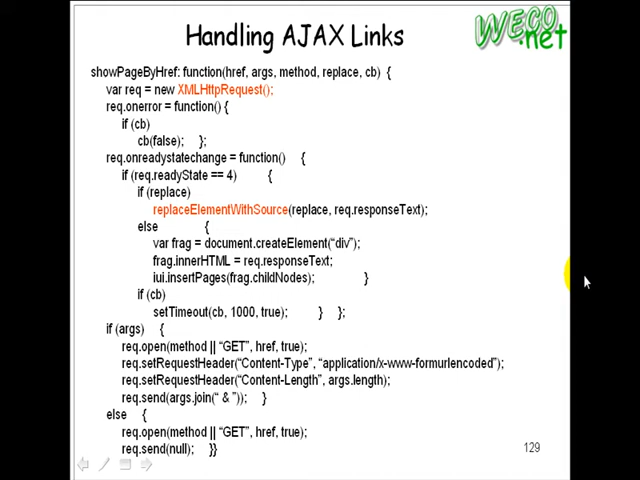 Handling AJAX Links
WECO
.net
showPageByHref: function(href, args, method, replace, cb) {
var req = new XMLHttpRequest();
req.onerror = function() {
if (cb)
cb(false); };
req.onreadystatechange = function() {
if (req.readyState == 4) {
if (replace)
replaceElementWithSource(replace, req.responseText);
else {
var frag = document.createElement(“div”);
frag.innerHTML = req.responseText;
iui.insertPages(frag.childNodes); }
if (cb)
setTimeout(cb, 1000, true); } };
if (args) {
req.open(method || “GET”, href, true);
req.setRequestHeader(“Content-Type”, “application/x-www-formurlencoded”);
req.setRequestHeader(“Content-Length”, args.length);
req.send(args.join(“ & ”)); }
else {
req.open(method || “GET”, href, true);
req.send(null); }}
129